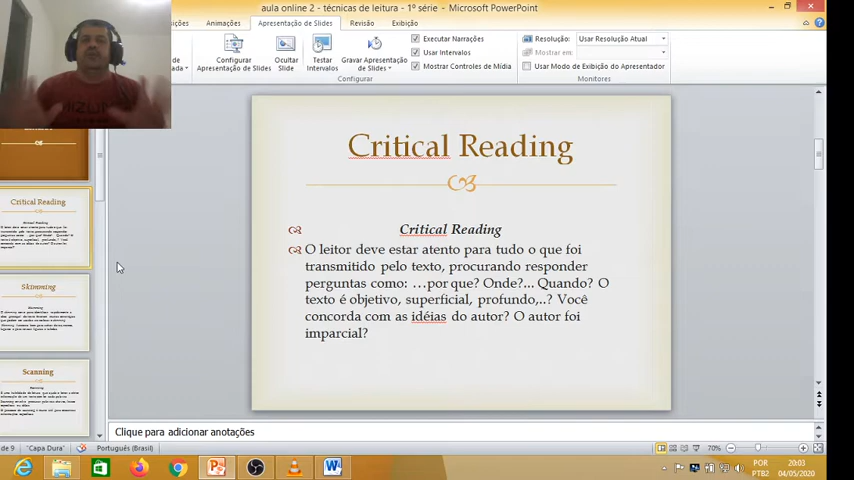 aula online 2 - técnicas de leitura - 1º série - Microsoft PowerPoint
Animações
Apresentação de Slides
Revisão
Exibição
Configurar
Apresentação de Slides
Ocultar
Slide
Testar
Intervalos
Gravar Apresentação
de Slides
Executar Narrações
Usar Intervalos
Mostrar Controles de Mídia
Configurar
Resolução:
Usar Resolução Atual
Mostrar em:
Usar Modo de Exibição do Apresentador
Monitores
Critical Reading
Skimming
Scanning
Critical Reading
Critical Reading
O leitor deve estar atento para tudo o que foi
transmitido pelo texto, procurando responder
perguntas como: …por que? Onde?... Quando? O
texto é objetivo, superficial, profundo,..? Você
concorda com as idéias do autor? O autor foi
imparcial?
Clique para adicionar anotações
de 9
"Capa Dura"
Português (Brasil)
70%
POR
PTB2
20:03
04/05/2020